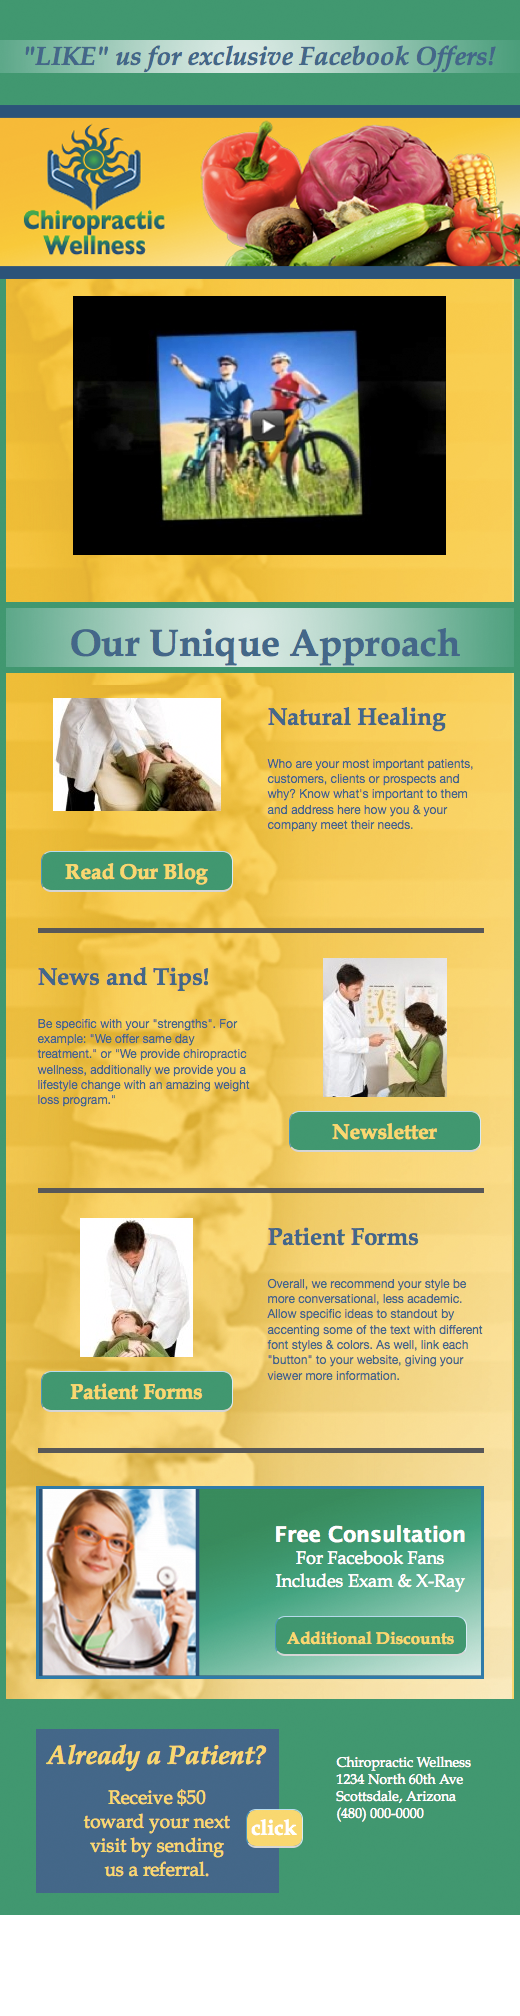 "LIKE" us for exclusive Facebook Offers!
Chiropractic
Wellness
Our Unique Approach
Natural Healing
Who are your most important patients,
customers, clients or prospects and
why? Know what's important to them
and address here how you & your
company meet their needs.
Read Our Blog
News and Tips!
Be specific with your "strengths". For
example: "We offer same day
treatment." or "We provide chiropractic
wellness, additionally we provide you a
lifestyle change with an amazing weight
loss program."
Newsletter
Patient Forms
Overall, we recommend your style be
more conversational, less academic.
Allow specific ideas to standout by
accenting some of the text with different
font styles & colors. As well, link each
"button" to your website, giving your
viewer more information.
Patient Forms
Free Consultation
For Facebook Fans
Includes Exam & X-Ray
Additional Discounts
Already a Patient?
Receive $50
toward your next
visit by sending
us a referral.
click
Chiropractic Wellness
1234 North 60th Ave
Scottsdale, Arizona
(480) 000-0000